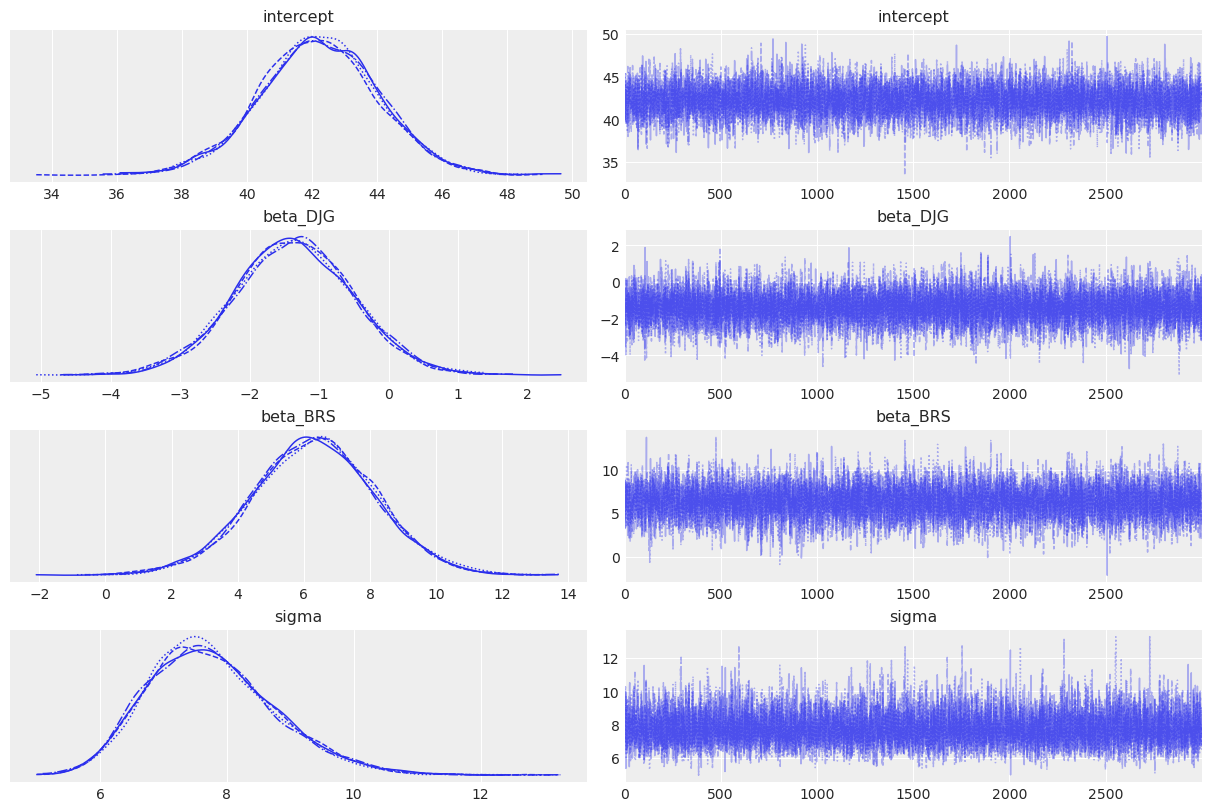 intercept intercept
50
45
40
35
34 36 38 40 42 44 46 48 50 0 500 1000 1500 2000 2500
beta_DJG beta_DJG
2
0
−2
−4
−5 −4 −3 −2 −1 0 1 2 0 500 1000 1500 2000 2500
beta_BRS beta_BRS
10
5
0
−2 0 2 4 6 8 10 12 14 0 500 1000 1500 2000 2500
sigma sigma
12
10
8
6
6 8 10 12 0 500 1000 1500 2000 2500